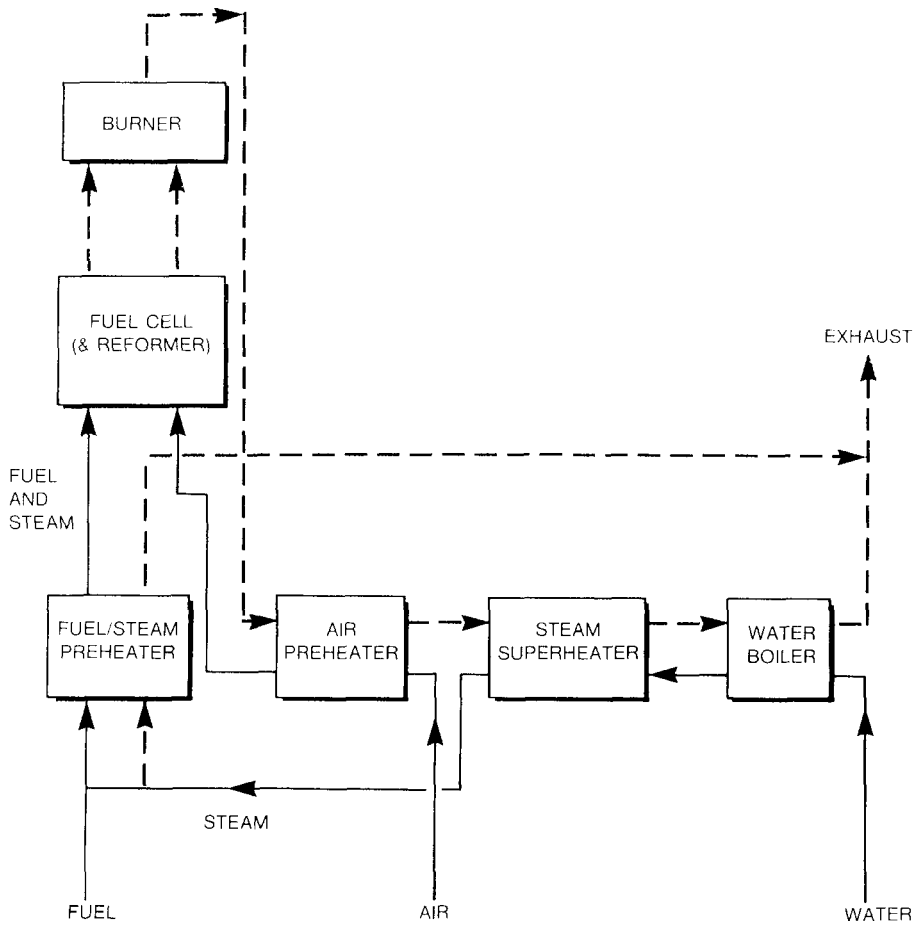 BURNER
FUEL CELL
(& REFORMER)
EXHAUST
FUEL
AND
STEAM
FUEL/STEAM
PREHEATER
AIR
PREHEATER
STEAM
SUPERHEATER
WATER
BOILER
STEAM
FUEL
AIR
WATER